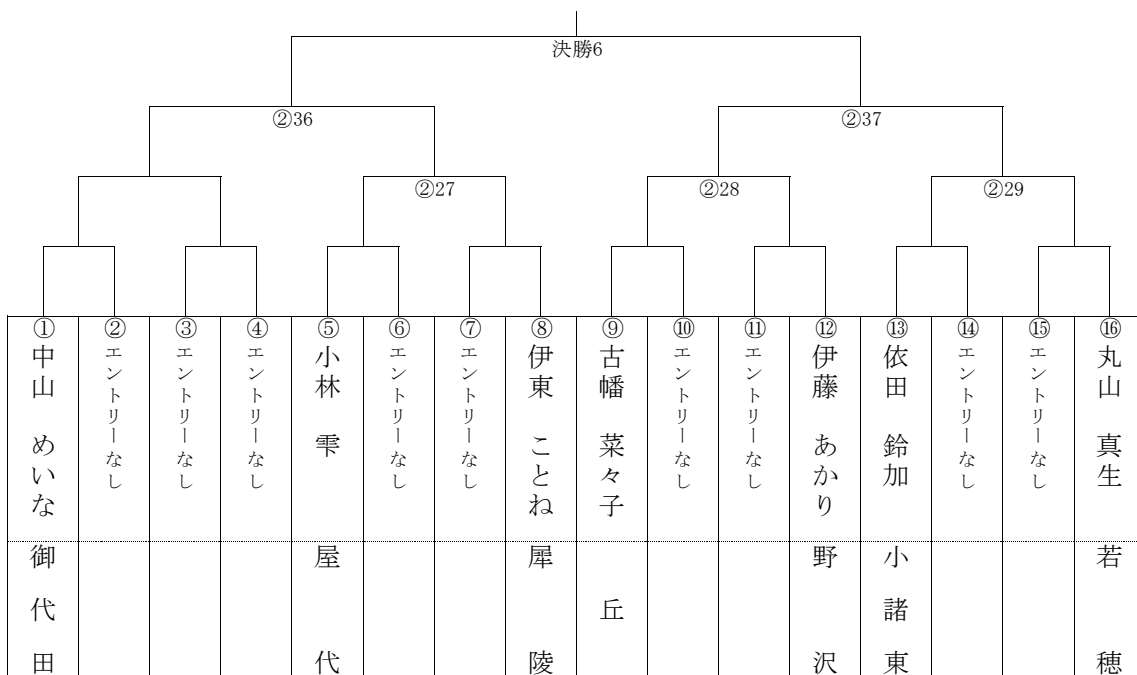 決勝6
②36
②37
②27
②28
②29
①
中山 めいな
御代田
②
エントリーなし
③
エントリーなし
④
エントリーなし
⑤
小林 雫
屋代
⑥
エントリーなし
⑦
エントリーなし
⑧
伊東 ことね
犀陵
⑨
古幡 菜々子
丘
⑩
エントリーなし
⑪
エントリーなし
⑫
伊藤 あかり
野沢
⑬
依田 鈴加
小諸東
⑭
エントリーなし
⑮
エントリーなし
⑯
丸山 真生
若穂